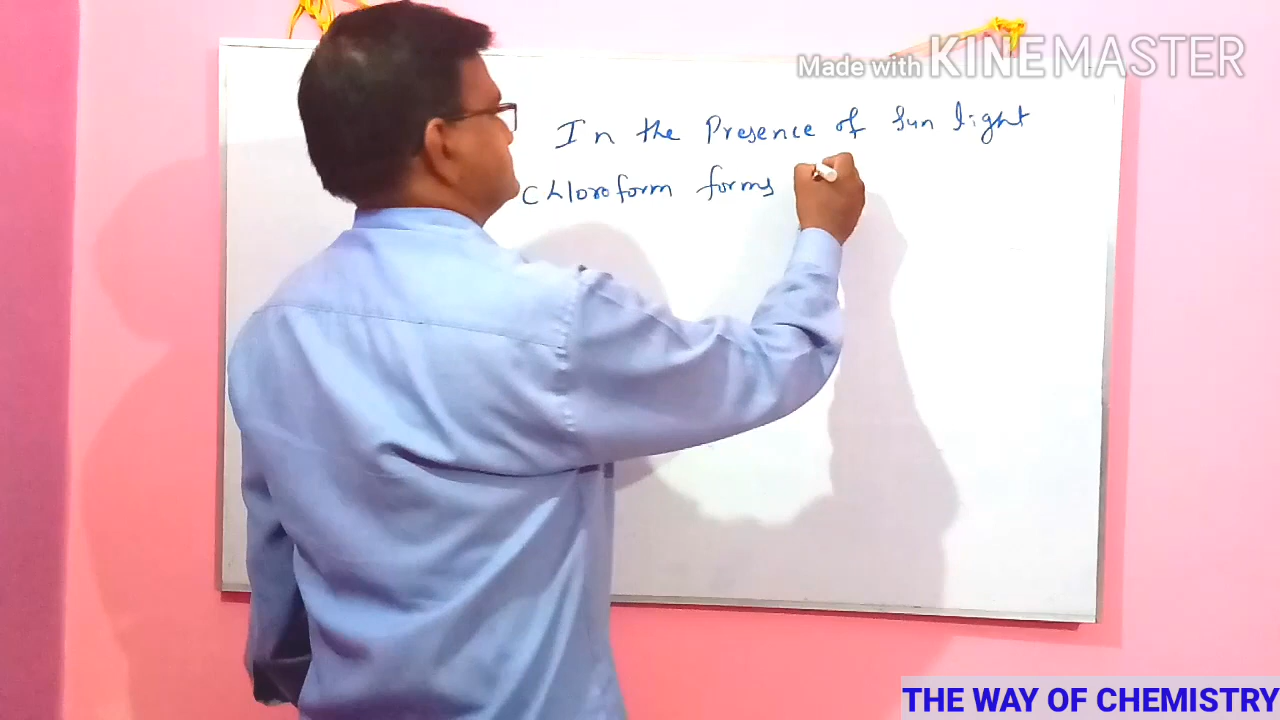 Made with KINEMASTER
In the Presence of Sun light
Chloroform forms
THE WAY OF CHEMISTRY